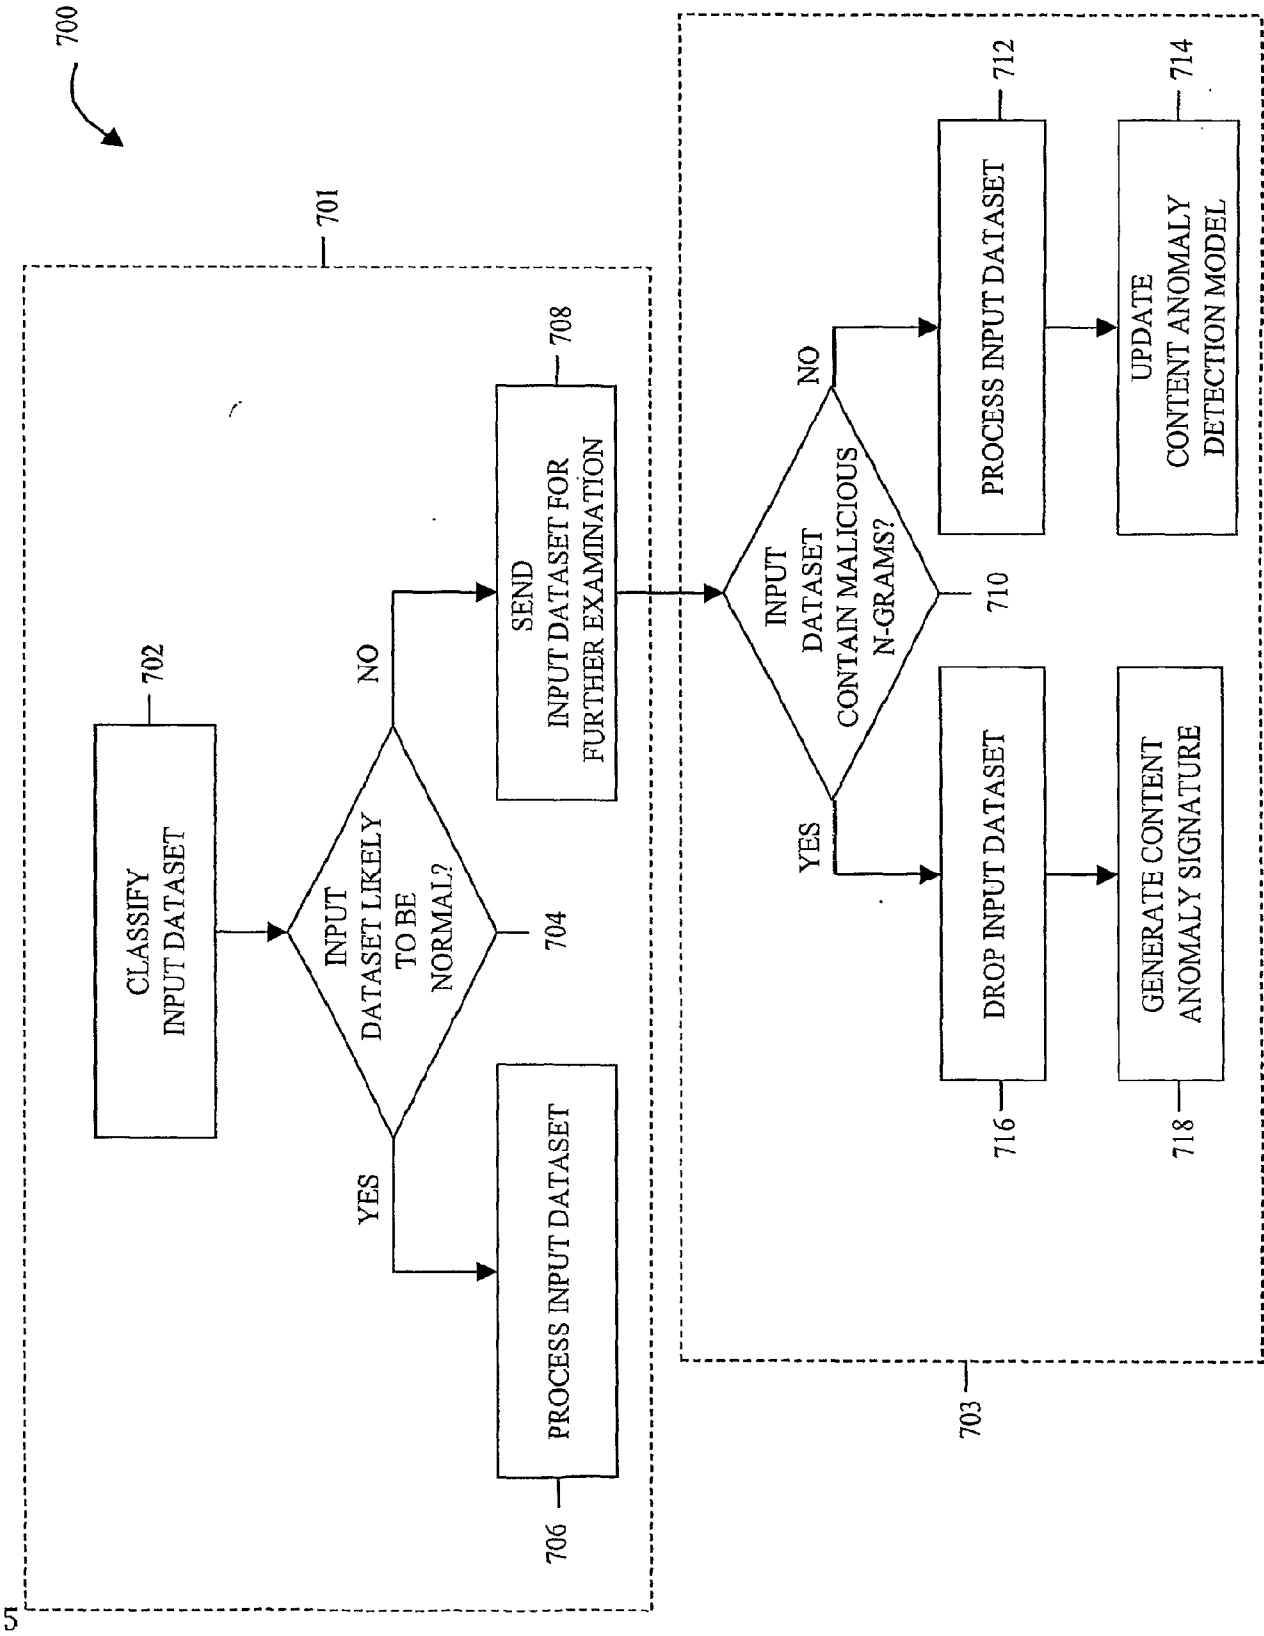 700
701
CLASSIFY
INPUT DATASET
702
INPUT
DATASET LIKELY
TO BE
NORMAL?
704
YES
NO
PROCESS INPUT DATASET
706
SEND
INPUT DATASET FOR
FURTHER EXAMINATION
708
703
INPUT
DATASET
CONTAIN MALICIOUS
N-GRAMS?
710
YES
NO
DROP INPUT DATASET
716
PROCESS INPUT DATASET
712
GENERATE CONTENT
ANOMALY SIGNATURE
718
UPDATE
CONTENT ANOMALY
DETECTION MODEL
714
5